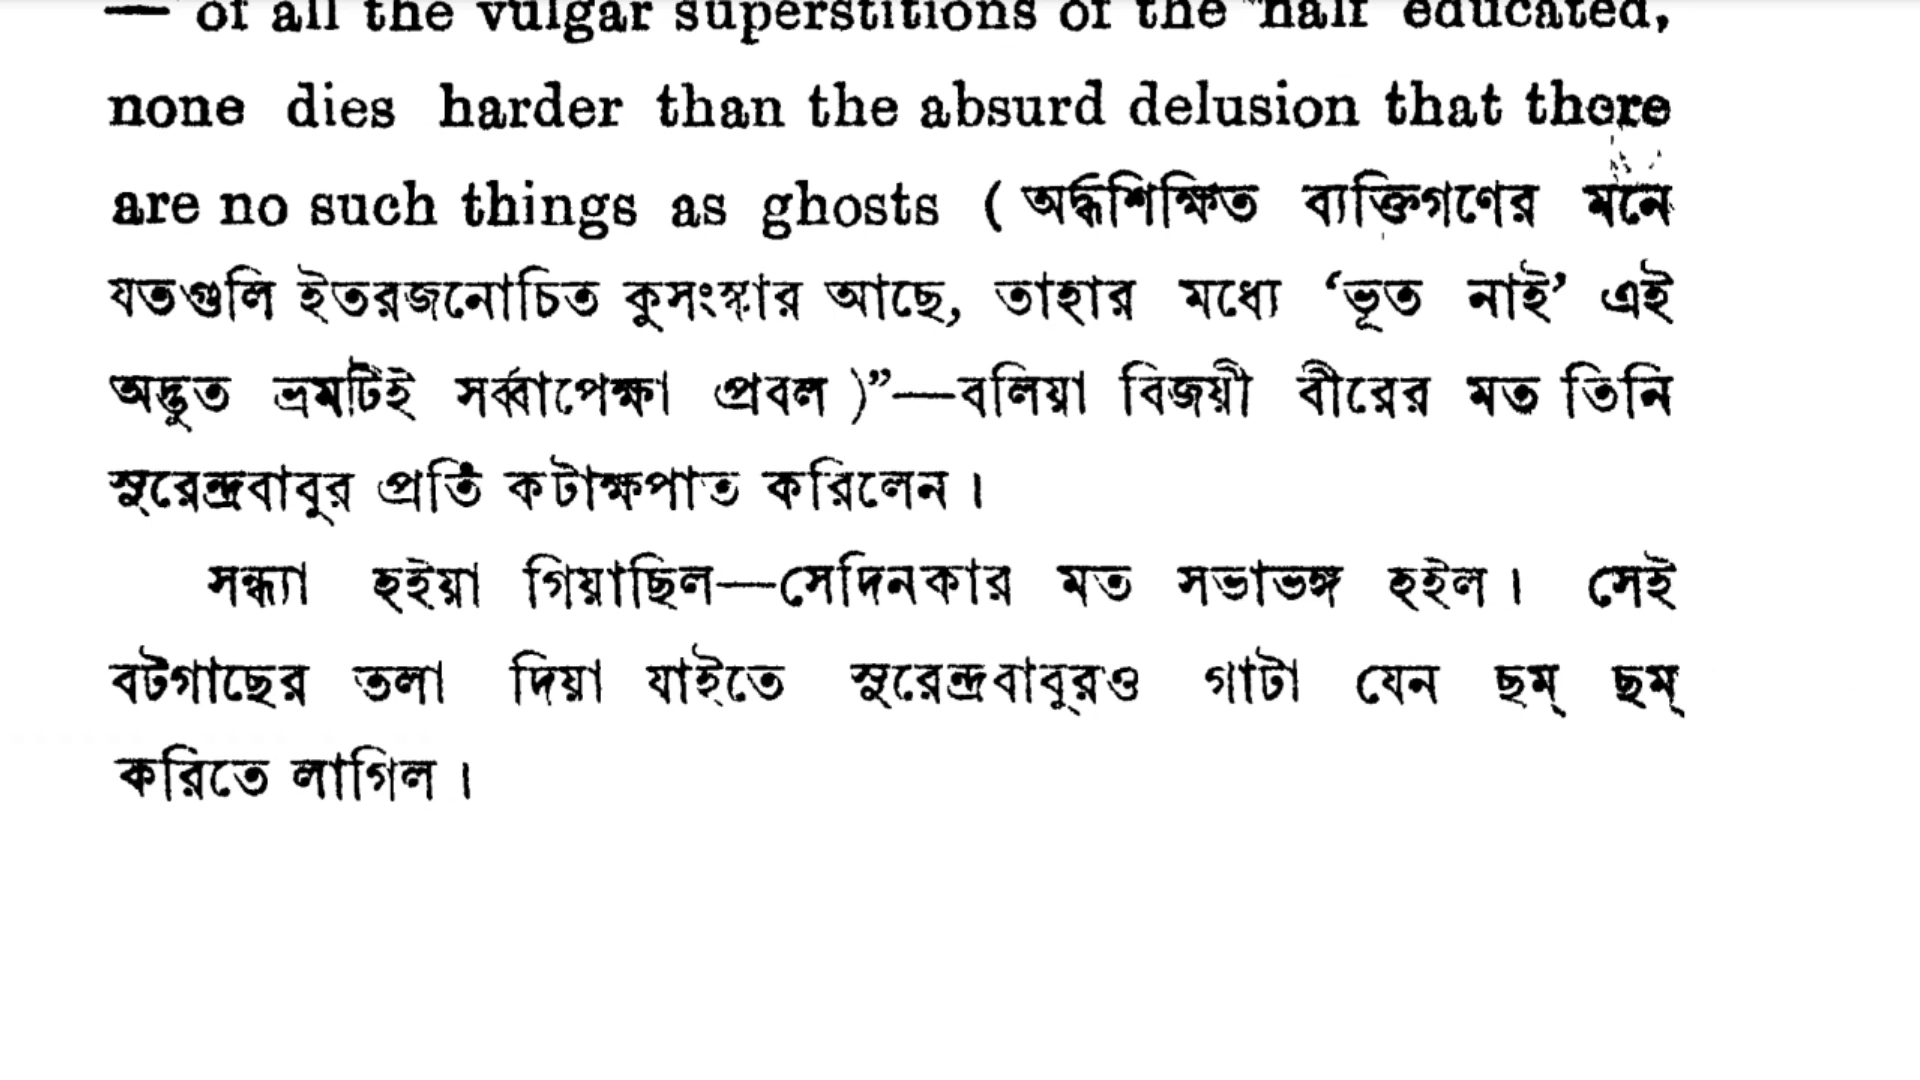 — of all the vulgar superstitions of the half educated,
none dies harder than the absurd delusion that there
are no such things as ghosts ( অর্দ্ধশিক্ষিত ব্যক্তিগণের মনে
যতগুলি ইতরজনোচিত কুসংস্কার আছে, তাহার মধ্যে ‘ভূত নাই’ এই
অদ্ভুত ভ্রমটিই সর্ব্বাপেক্ষা প্রবল )”—বলিয়া বিজয়ী বীরের মত তিনি
সুরেন্দ্রবাবুর প্রতি কটাক্ষপাত করিলেন ।
সন্ধ্যা হইয়া গিয়াছিল—সেদিনকার মত সভাভঙ্গ হইল । সেই
বটগাছের তলা দিয়া যাইতে সুরেন্দ্রবাবুরও গাটা যেন ছম্ ছম্
করিতে লাগিল ।